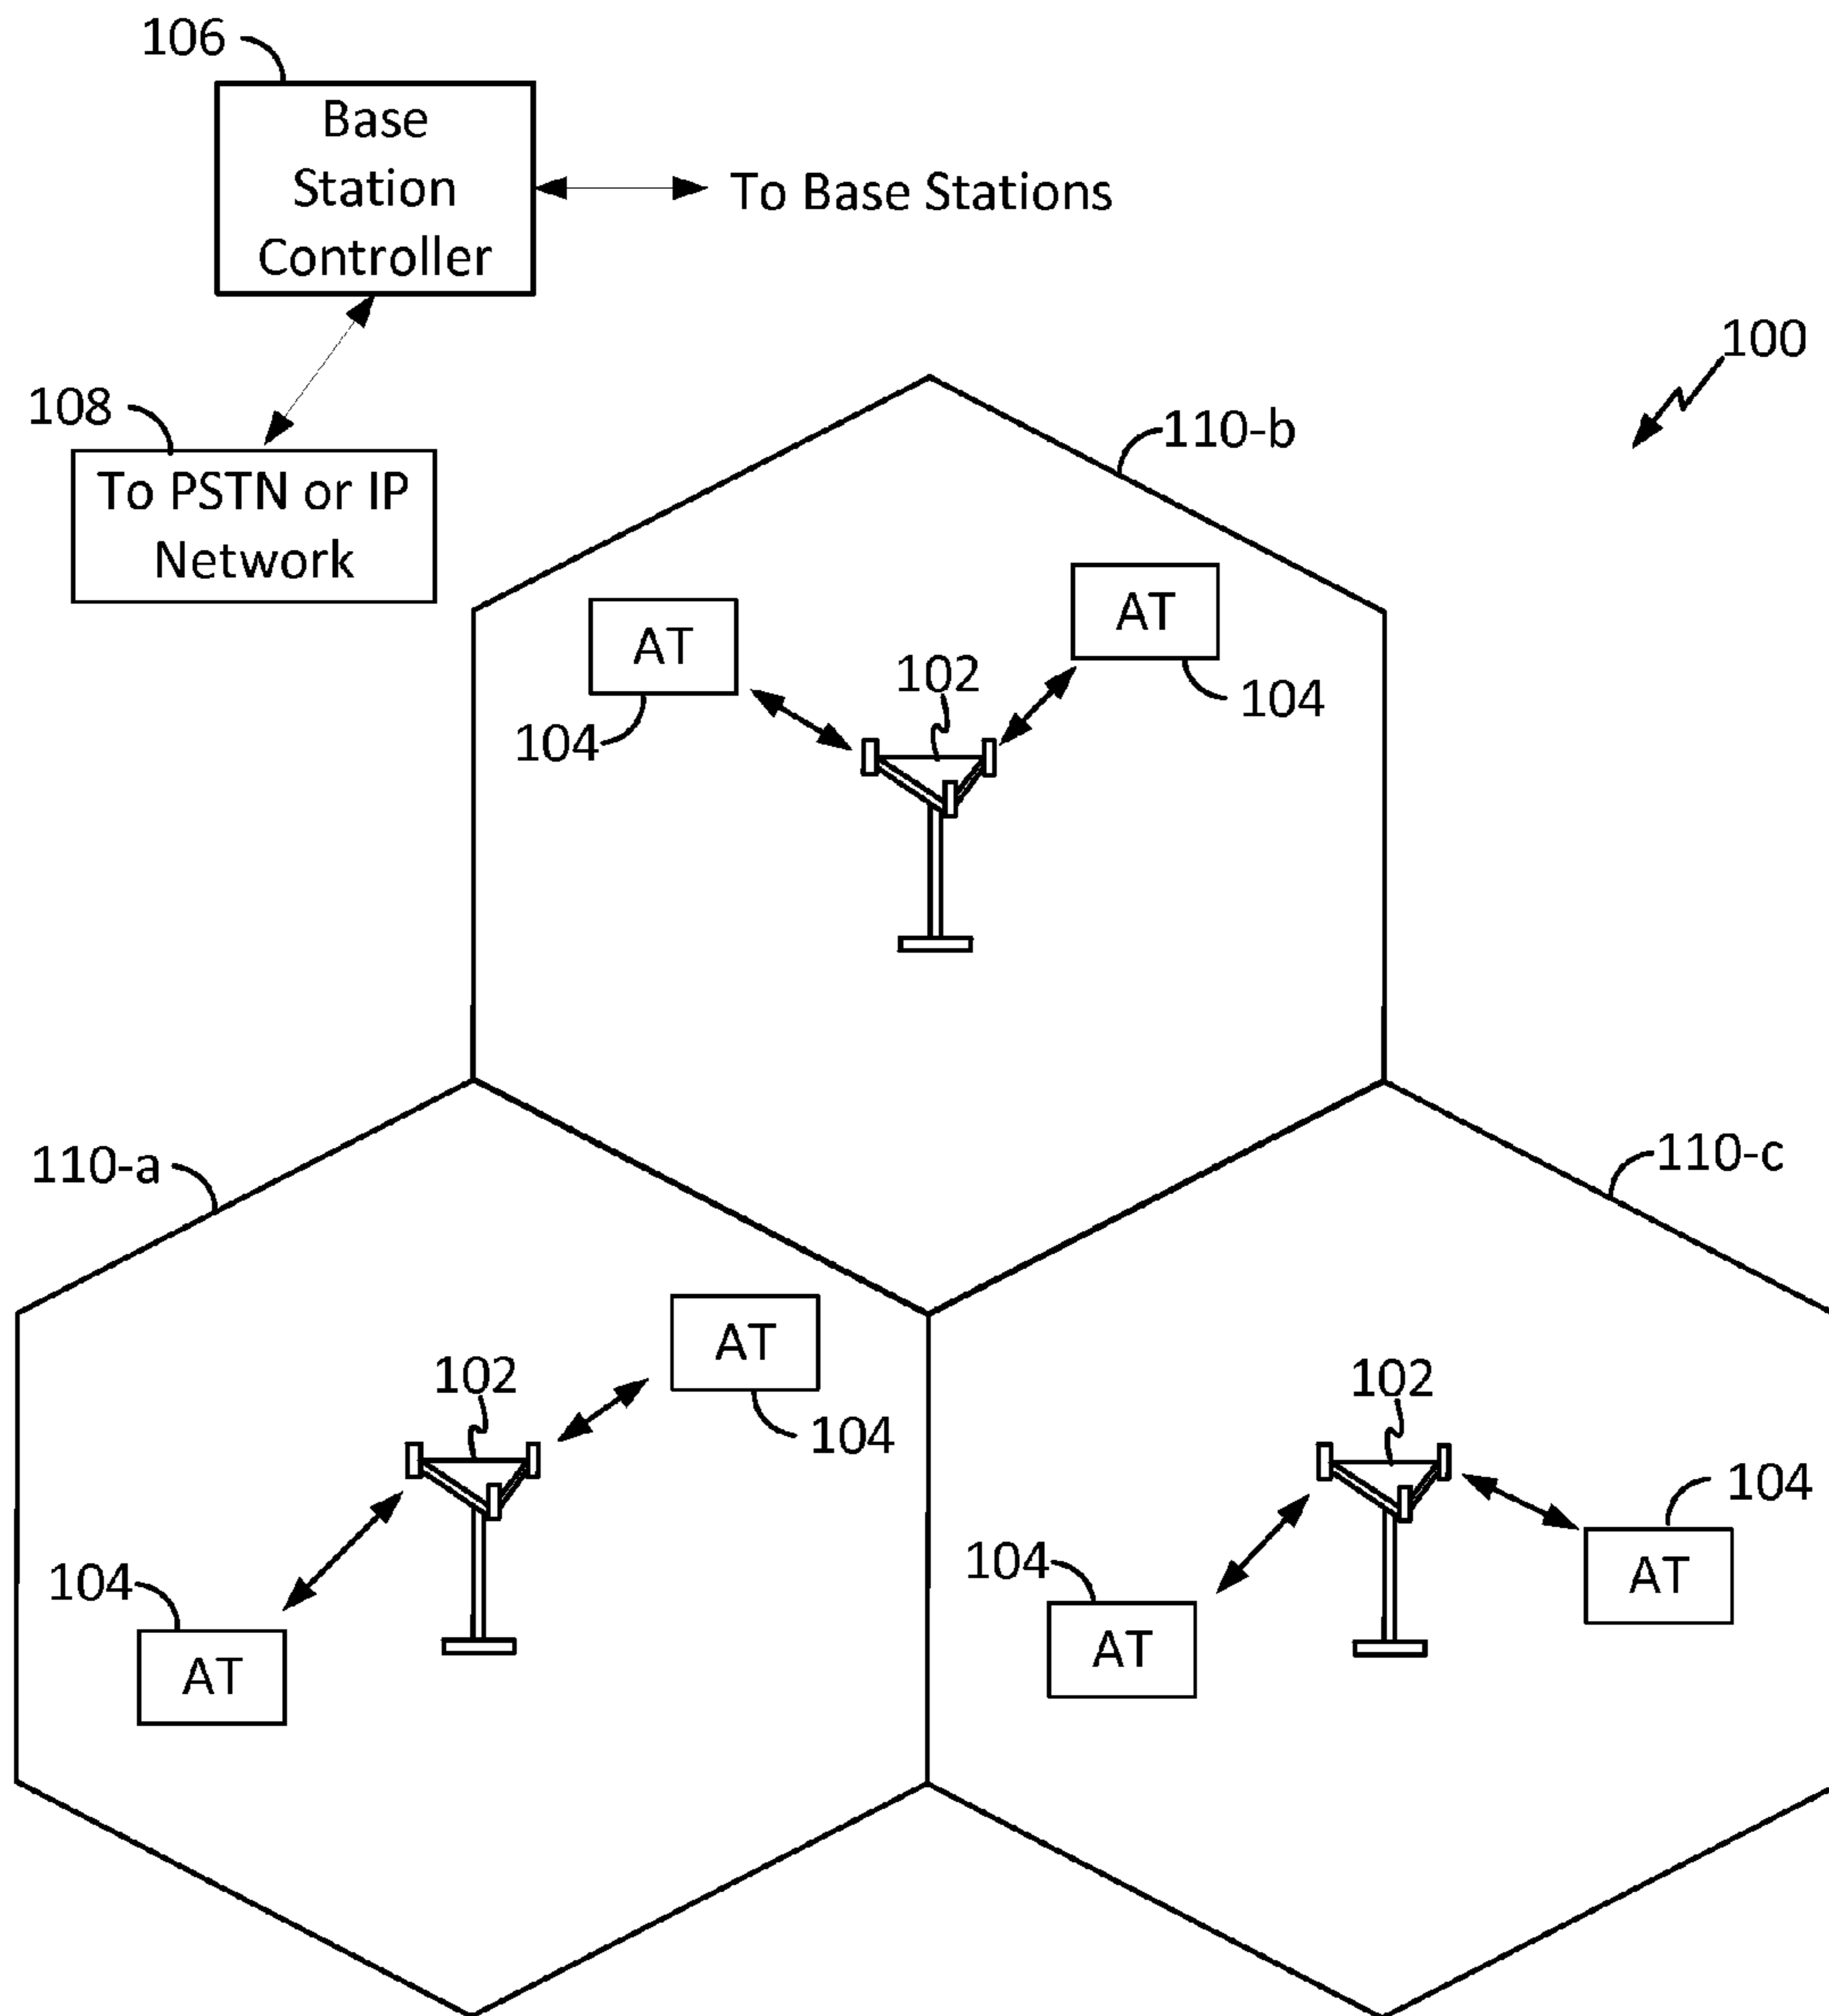 106
Base
Station
Controller
To Base Stations
100
108
To PSTN or IP
Network
110-b
AT
AT
102
104
104
110-a
110-c
AT
102
102
104
104
104
AT
104
AT
AT